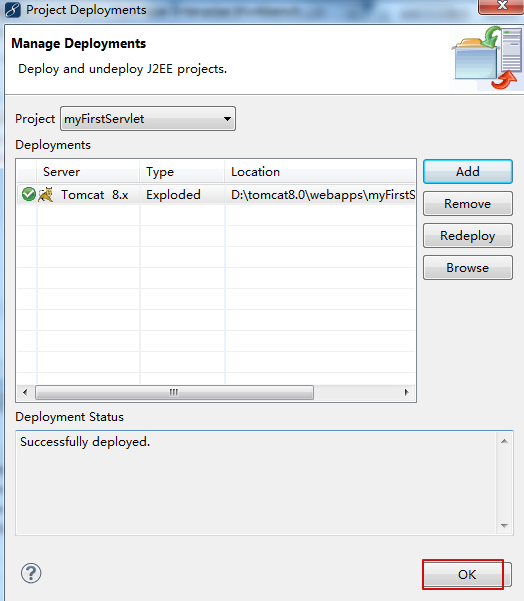 Project Deployments
Manage Deployments
Deploy and undeploy J2EE projects.
Project myFirstServlet
Deployments
Server Type Location
Tomcat 8.x Exploded D:\tomcat8.0\webapps\myFirstS
Add
Remove
Redeploy
Browse
Deployment Status
Successfully deployed.
OK